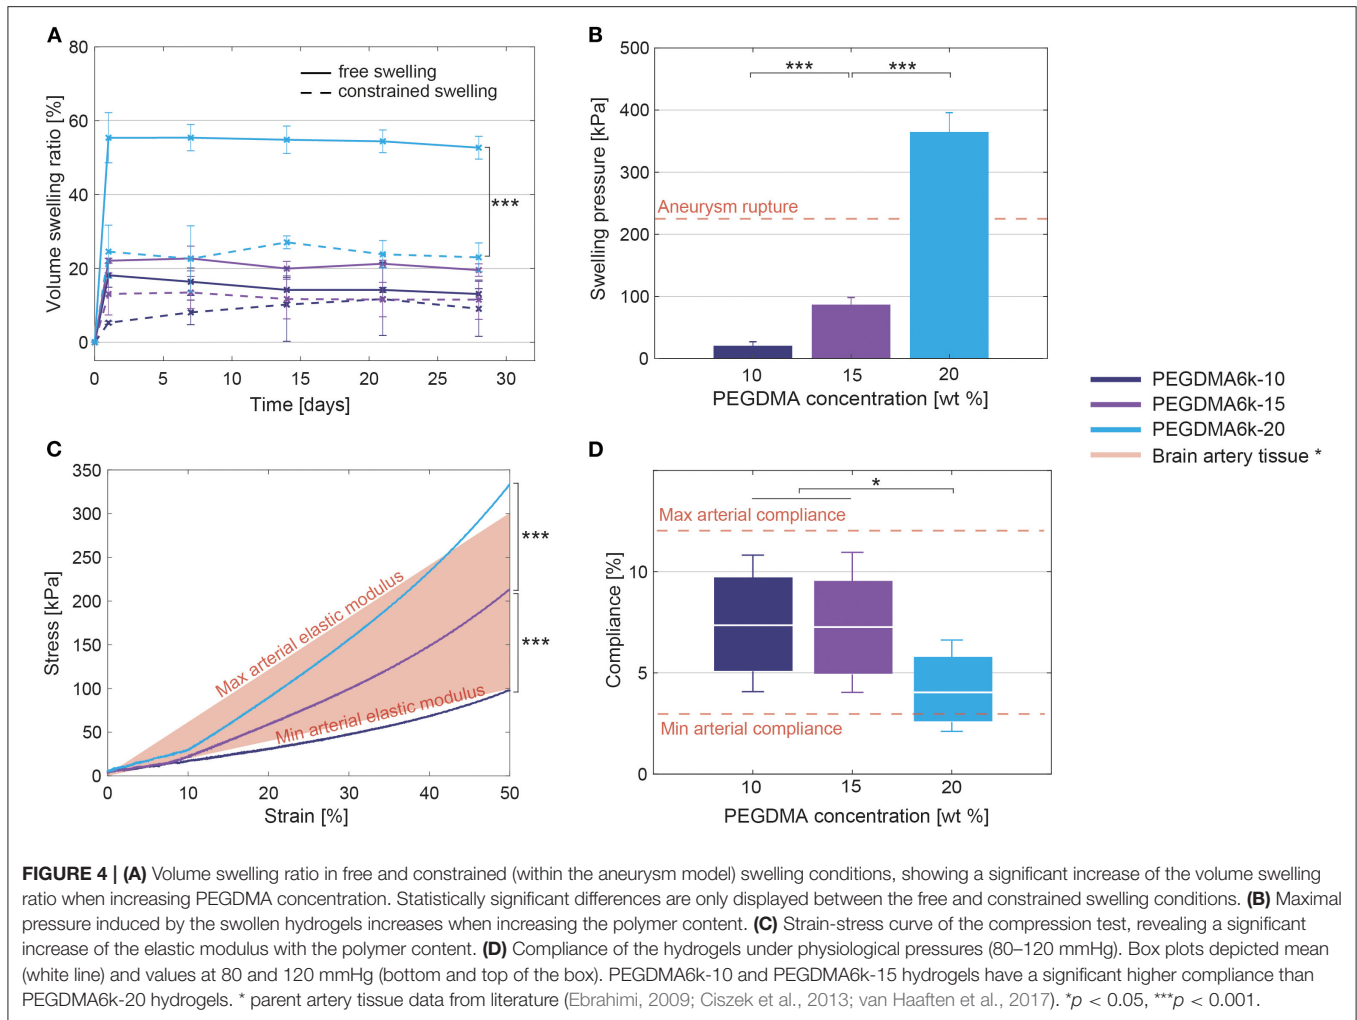 A
80
60
40
20
0
Volume swelling ratio [%]
free swelling
constrained swelling
***
0 5 10 15 20 25 30
Time [days]
B
500
400
300
200
100
0
Swelling pressure [kPa]
*** ***
Aneurysm rupture
10 15 20
PEGDMA concentration [wt %]
PEGDMA6k-10
PEGDMA6k-15
PEGDMA6k-20
Brain artery tissue *
C
350
300
250
200
150
100
50
0
Stress [kPa]
Max arterial elastic modulus
Min arterial elastic modulus
***
***
0 10 20 30 40 50
Strain [%]
D
10
5
0
Compliance [%]
*
Max arterial compliance
Min arterial compliance
10 15 20
PEGDMA concentration [wt %]
FIGURE 4 | (A) Volume swelling ratio in free and constrained (within the aneurysm model) swelling conditions, showing a significant increase of the volume swelling
ratio when increasing PEGDMA concentration. Statistically significant differences are only displayed between the free and constrained swelling conditions. (B) Maximal
pressure induced by the swollen hydrogels increases when increasing the polymer content. (C) Strain-stress curve of the compression test, revealing a significant
increase of the elastic modulus with the polymer content. (D) Compliance of the hydrogels under physiological pressures (80–120 mmHg). Box plots depicted mean
(white line) and values at 80 and 120 mmHg (bottom and top of the box). PEGDMA6k-10 and PEGDMA6k-15 hydrogels have a significant higher compliance than
PEGDMA6k-20 hydrogels. * parent artery tissue data from literature (Ebrahimi, 2009; Ciszek et al., 2013; van Haaften et al., 2017). *p < 0.05, ***p < 0.001.